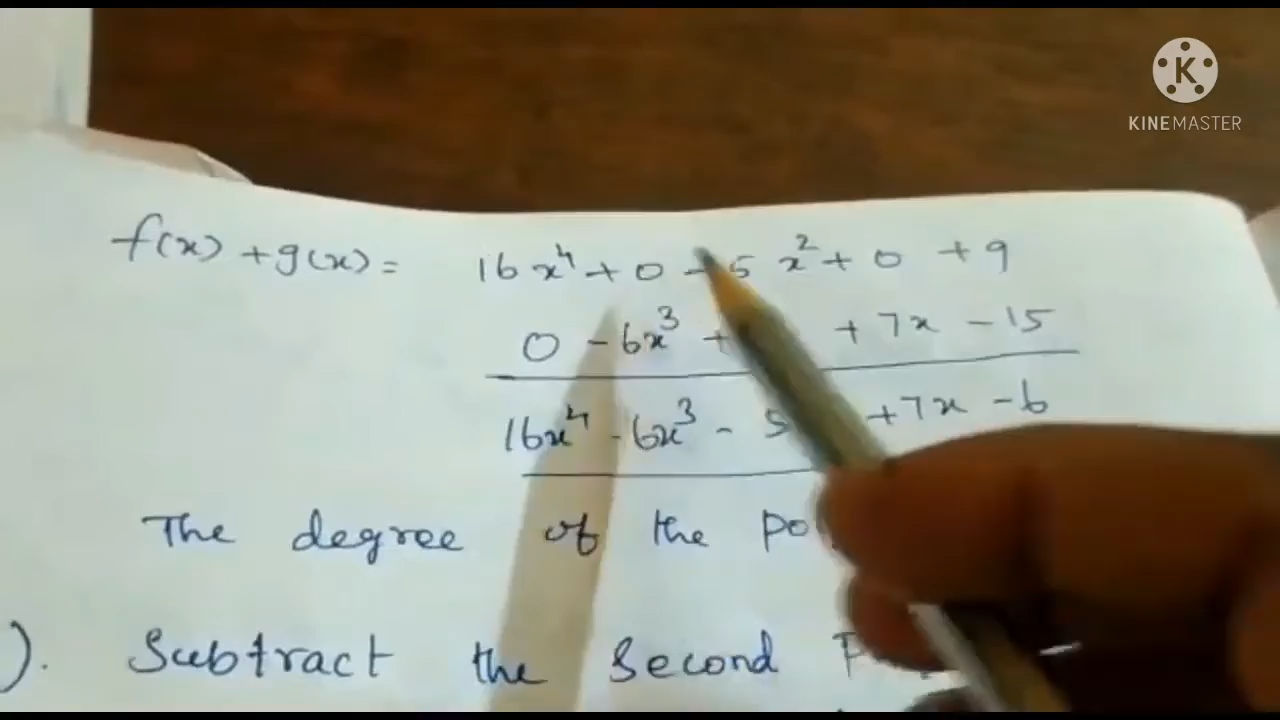 KINEMASTER
f(x) + g(x) = 16x⁴ + 0 - 5x² + 0 + 9
0 - 6x³ + + 7x - 15
16x⁴ - 6x³ - 5 + 7x - 6
The degree of the
). Subtract the Second